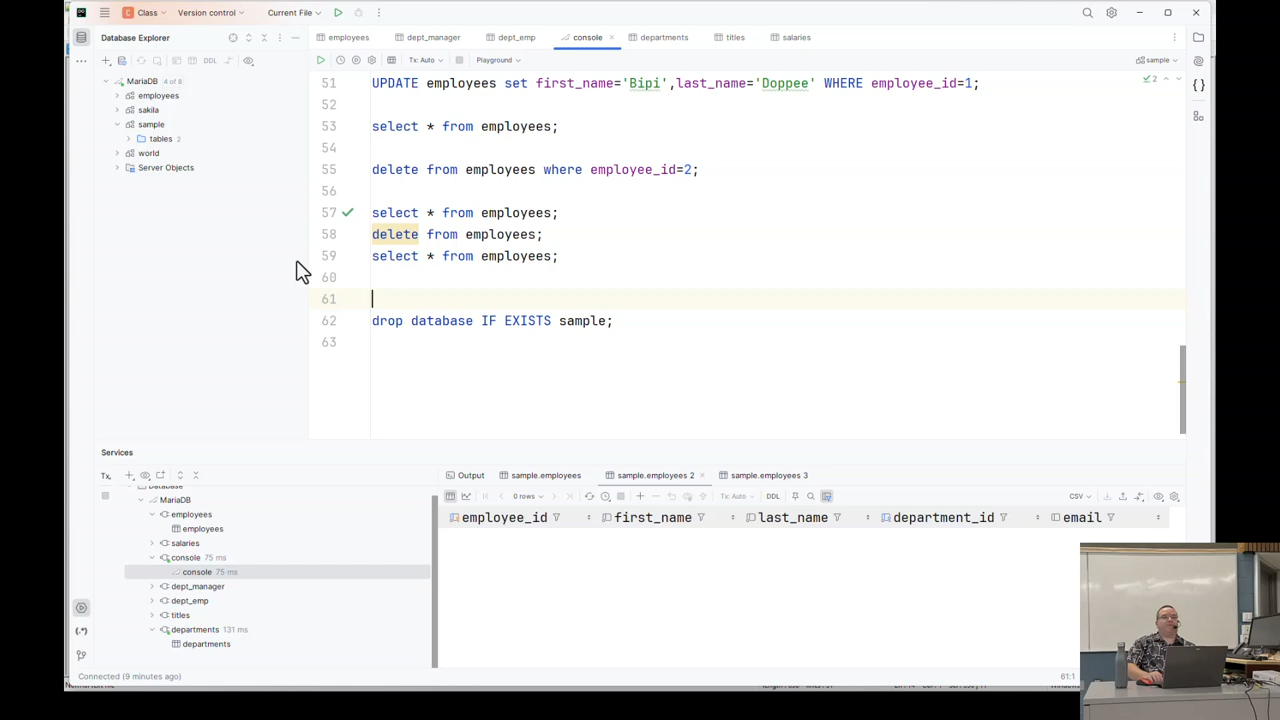 Class Version control Current File
Database Explorer
employees dept_manager dept_emp console departments titles salaries
DDL
Tx: Auto Playground sample
MariaDB 4 of 8
employees
sakila
sample
tables 2
world
Server Objects
51 UPDATE employees set first_name='Bipi',last_name='Doppee' WHERE employee_id=1;
2
52
53 select * from employees;
54
55 delete from employees where employee_id=2;
56
57 select * from employees;
58 delete from employees;
59 select * from employees;
60
61
62 drop database IF EXISTS sample;
63
Services
Tx
Database
MariaDB
employees
employees
salaries
console 75 ms
console 75 ms
dept_manager
dept_emp
titles
departments 131 ms
departments
Output sample.employees sample.employees 2 sample.employees 3
0 rows Tx: Auto DDL CSV
employee_id first_name last_name department_id email
Connected (9 minutes ago)
61:1